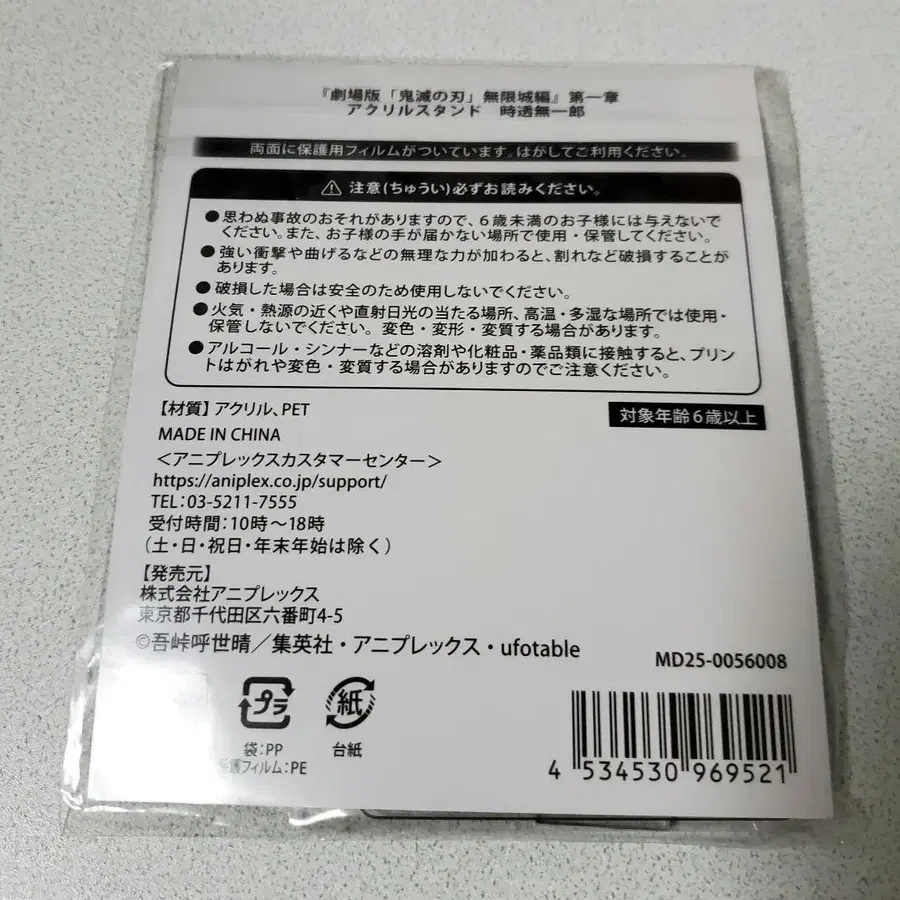 『劇場版「鬼滅の刃」無限城編』第一章
アクリルスタンド 時透無一郎
両面に保護用フィルムがついています。はがしてご利用ください。
⚠ 注意(ちゅうい)必ずお読みください。
●思わぬ事故のおそれがありますので、6歳未満のお子様には与えないで
ください。また、お子様の手が届かない場所で使用・保管してください。
●強い衝撃や曲げるなどの無理な力が加わると、割れなど破損することが
あります。
●破損した場合は安全のため使用しないでください。
●火気・熱源の近くや直射日光の当たる場所、高温・多湿な場所では使用・
保管しないでください。変色・変形・変質する場合があります。
●アルコール・シンナーなどの溶剤や化粧品・薬品類に接触すると、プリン
トはがれや変色・変質する場合がありますのでご注意ください。
【材質】アクリル、PET
対象年齢6歳以上
MADE IN CHINA
＜アニプレックスカスタマーセンター＞
https://aniplex.co.jp/support/
TEL:03-5211-7555
受付時間:10時～18時
(土・日・祝日・年末年始は除く)
【発売元】
株式会社アニプレックス
東京都千代田区六番町4-5
©吾峠呼世晴／集英社・アニプレックス・ufotable
MD25-0056008
プラ
紙
袋:PP
台紙
保護フィルム:PE
4 534530 969521